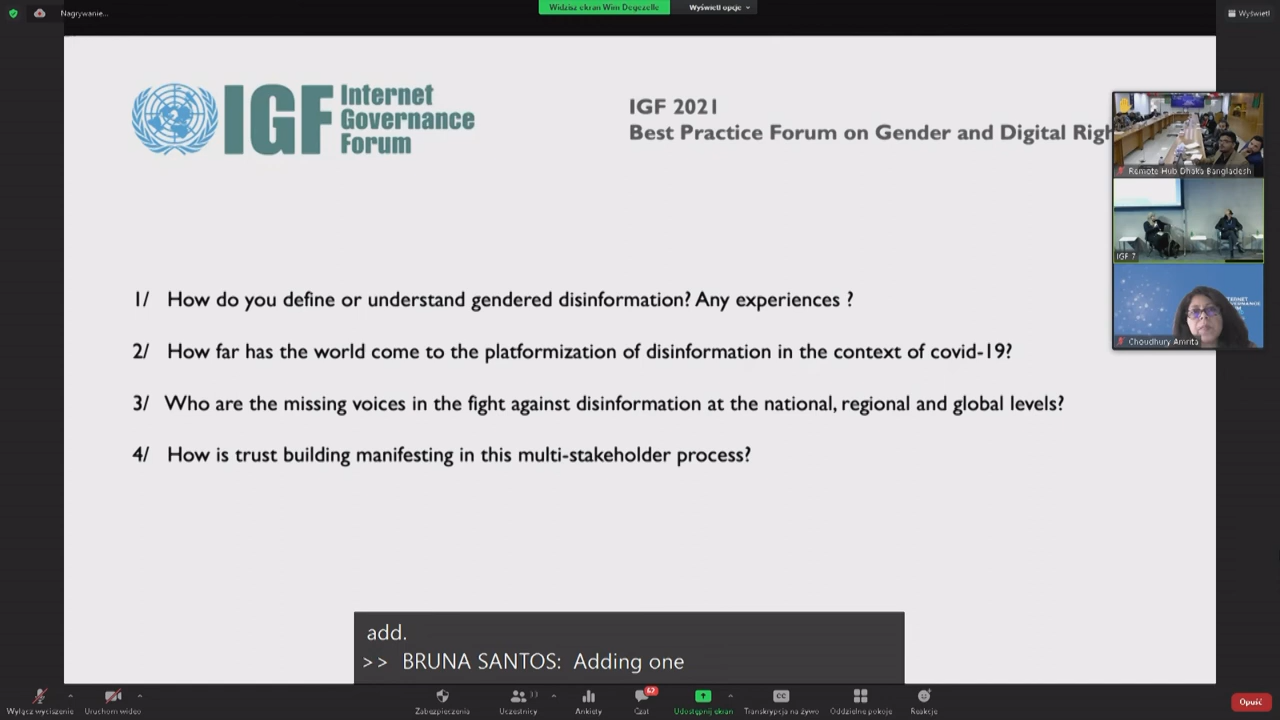 Nagrywanie...
Widzisz ekran Wim Degezelle
Wyświetl opcje
Wyświetl
IGF Internet Governance Forum
IGF 2021
Best Practice Forum on Gender and Digital Righ
Remote Hub Dhaka Bangladesh
IGF 7
Choudhury Amrita
1/ How do you define or understand gendered disinformation? Any experiences ?
2/ How far has the world come to the platformization of disinformation in the context of covid-19?
3/ Who are the missing voices in the fight against disinformation at the national, regional and global levels?
4/ How is trust building manifesting in this multi-stakeholder process?
add.
>> BRUNA SANTOS: Adding one
Wyłącz wyciszenie
Uruchom wideo
Zabezpieczenia
Uczestnicy
Ankiety
62
Czat
Udostępnij ekran
CC
Transkrypcja na żywo
Oddzielne pokoje
Reakcje
Opuść